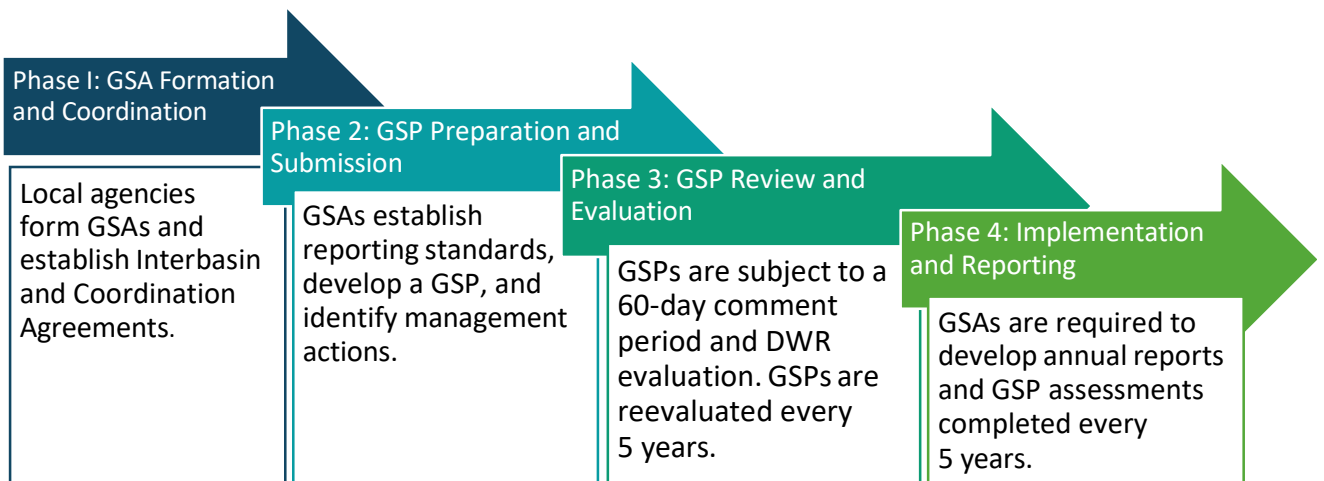 Phase I: GSA Formation
and Coordination
Local agencies
form GSAs and
establish Interbasin
and Coordination
Agreements.
Phase 2: GSP Preparation and
Submission
GSAs establish
reporting standards,
develop a GSP, and
identify management
actions.
Phase 3: GSP Review and
Evaluation
GSPs are subject to a
60-day comment
period and DWR
evaluation. GSPs are
reevaluated every
5 years.
Phase 4: Implementation
and Reporting
GSAs are required to
develop annual reports
and GSP assessments
completed every
5 years.